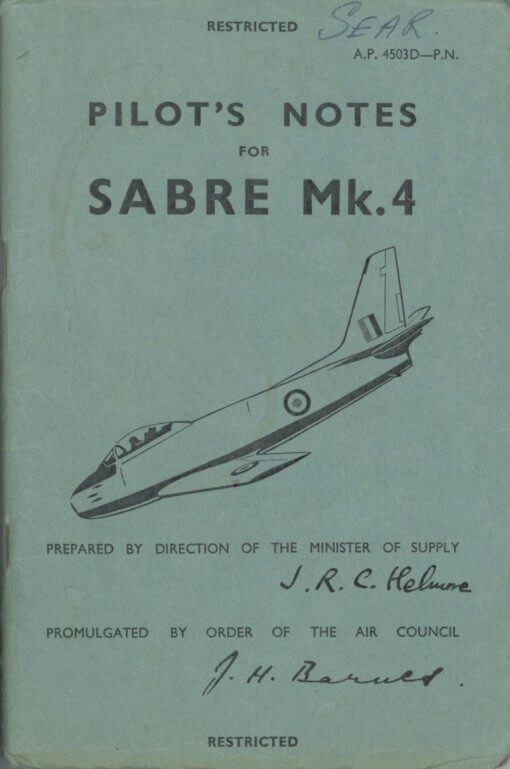 RESTRICTED
SEAR.
A.P. 4503D—P.N.
PILOT'S NOTES
FOR
SABRE Mk.4
PREPARED BY DIRECTION OF THE MINISTER OF SUPPLY
J. R. C. Helmore
PROMULGATED BY ORDER OF THE AIR COUNCIL
J. H. Barnes.
RESTRICTED